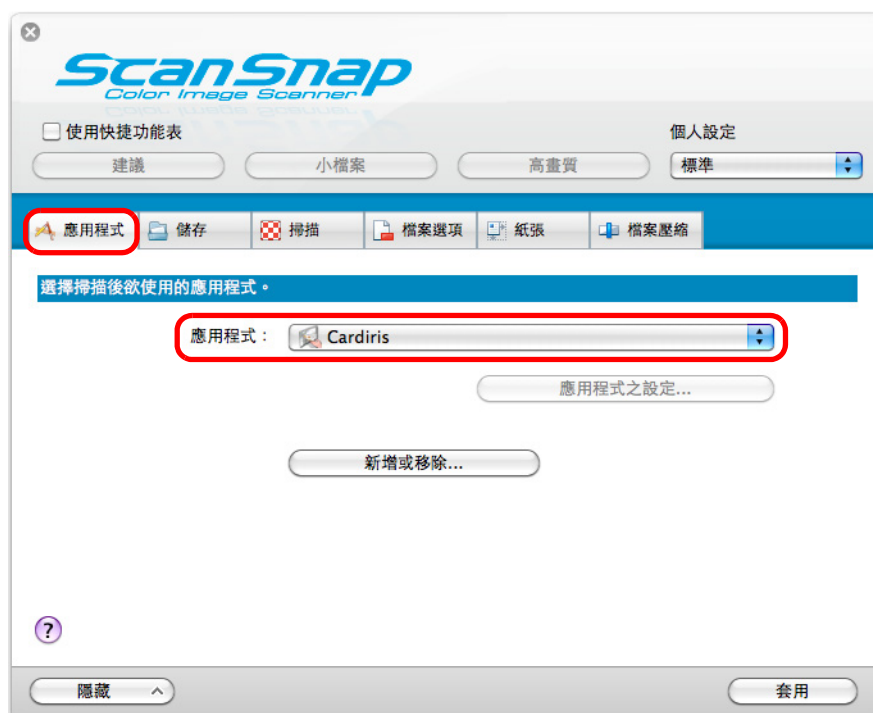 ScanSnap
Color Image Scanner
使用快捷功能表
個人設定
建議 小檔案 高畫質 標準
應用程式 儲存 掃描 檔案選項 紙張 檔案壓縮
選擇掃描後欲使用的應用程式。
應用程式： Cardiris
應用程式之設定...
新增或移除...
?
隱藏 套用